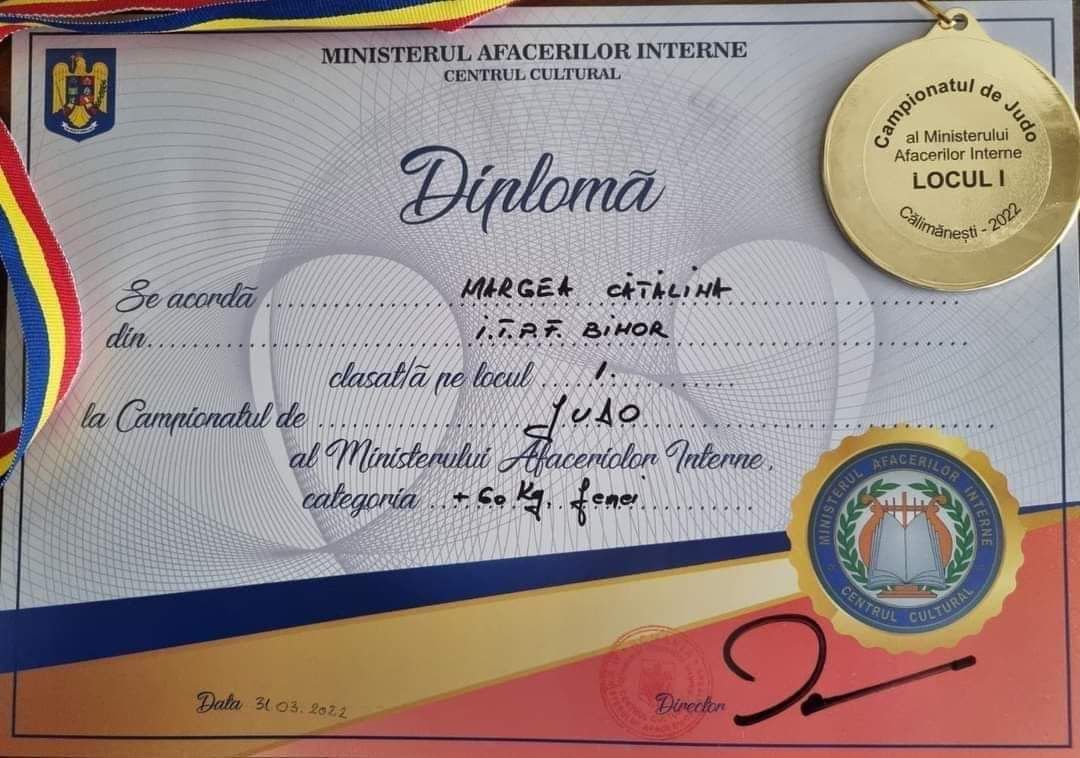 MINISTERUL AFACERILOR INTERNE
CENTRUL CULTURAL
Campionatul de Judo
al Ministerului
Afacerilor Interne
LOCUL I
Călimănești - 2022
Diplomă
Se acordă MARGEA CĂTĂLINA
din I.T.P.F. BIHOR
clasat/ă pe locul 1.
la Campionatul de JUDO
al Ministerului Afaceriolor Interne,
categoria +60 Kg. femei
MINISTERUL AFACERILOR INTERNE
CENTRUL CULTURAL
Data 31.03.2022
Director